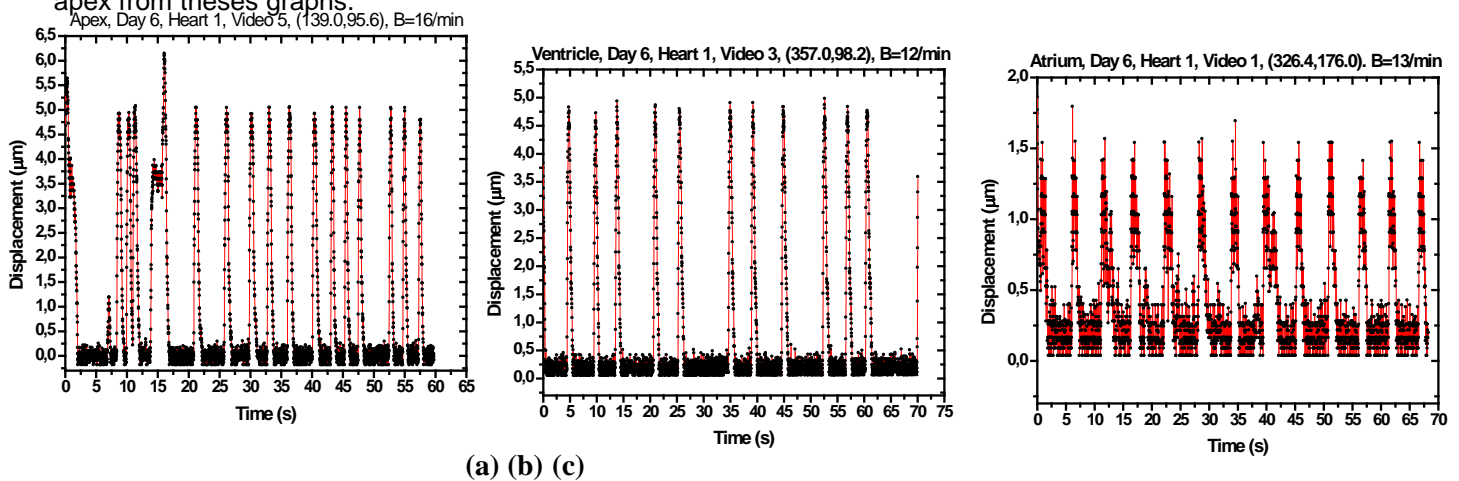 apex from theses graphs.
Apex, Day 6, Heart 1, Video 5, (139.0,95.6), B=16/min
6,5
6,0
5,5
5,0
4,5
4,0
3,5
3,0
2,5
2,0
1,5
1,0
0,5
0,0
Displacement (µm)
0 5 10 15 20 25 30 35 40 45 50 55 60 65
Time (s)
Ventricle, Day 6, Heart 1, Video 3, (357.0,98.2), B=12/min
5,5
5,0
4,5
4,0
3,5
3,0
2,5
2,0
1,5
1,0
0,5
0,0
Displacement (µm)
0 5 10 15 20 25 30 35 40 45 50 55 60 65 70 75
Time (s)
Atrium, Day 6, Heart 1, Video 1, (326.4,176.0). B=13/min
2,0
1,5
1,0
0,5
0,0
Displacement (µm)
0 5 10 15 20 25 30 35 40 45 50 55 60 65 70
Time (s)
(a) (b) (c)